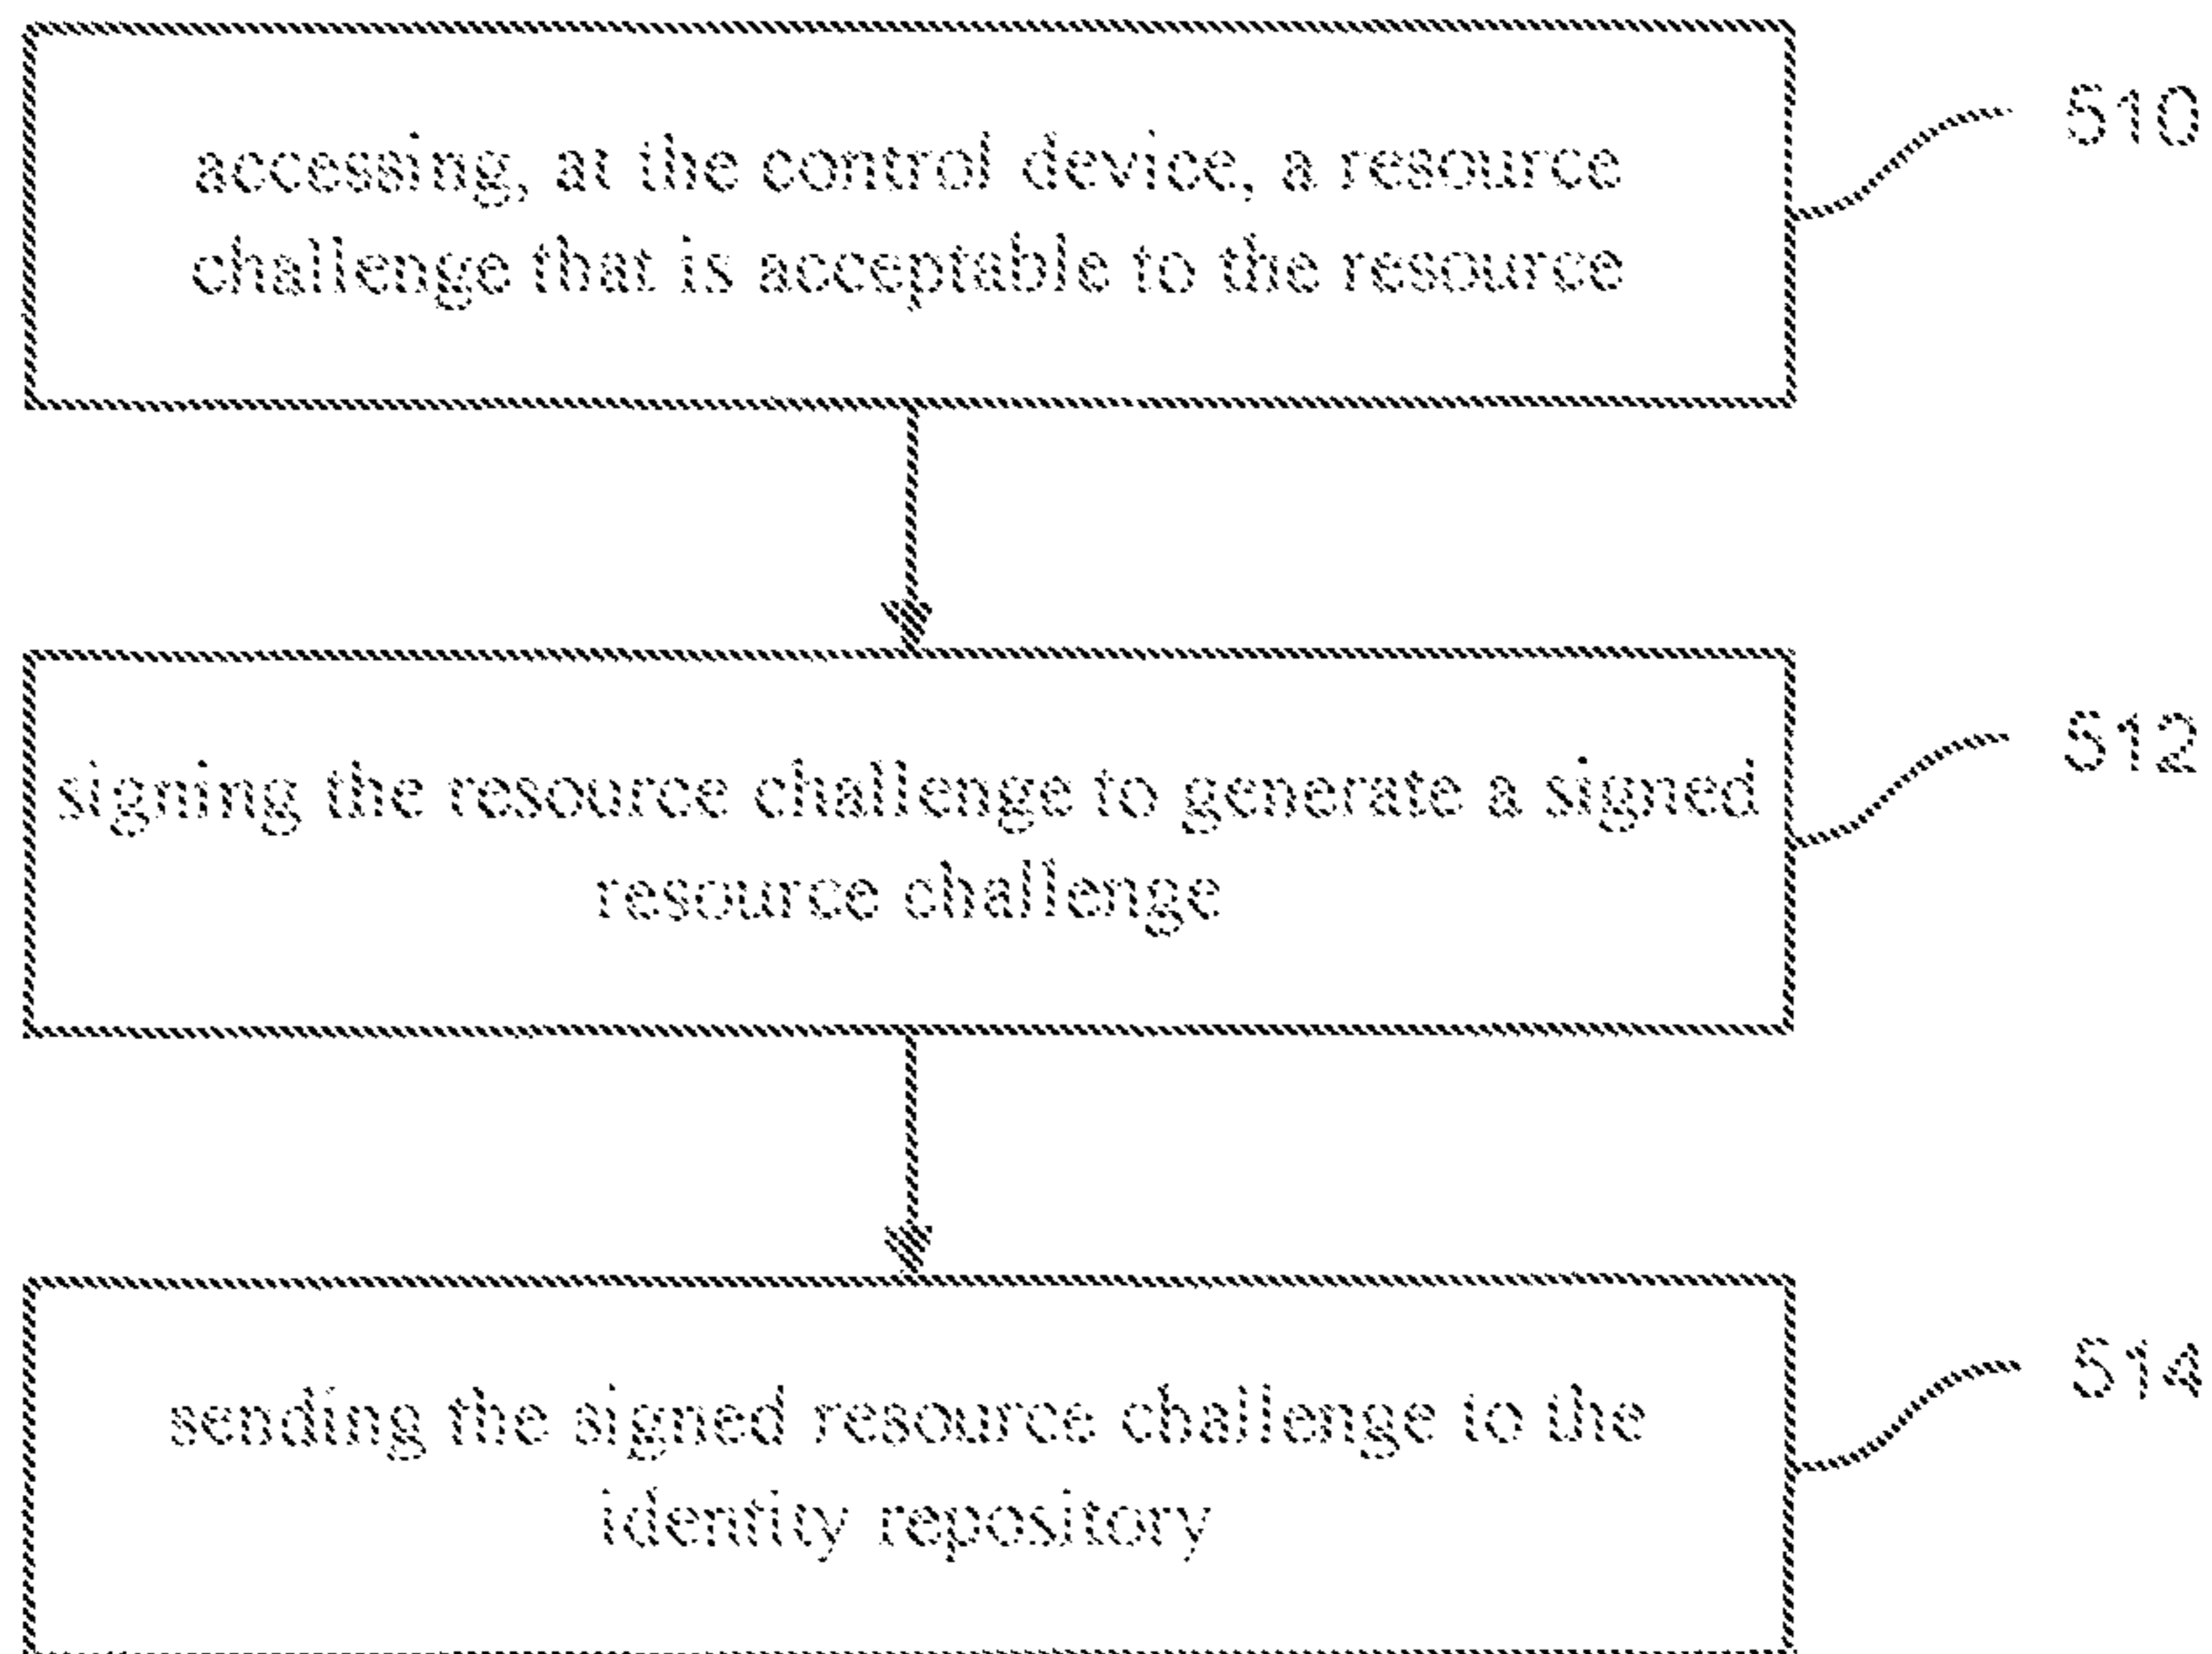 accessing, at the control device, a resource
challenge that is acceptable to the resource
510
signing the resource challenge to generate a signed
resource challenge
512
sending the signed resource challenge to the
identity repository
514